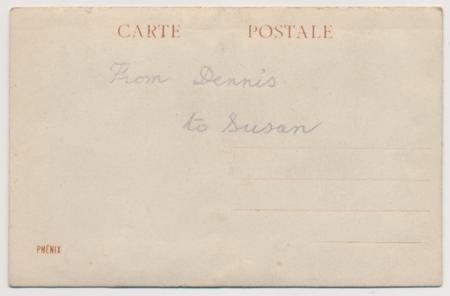 CARTE POSTALE
From Dennis
to Susan
PHÉNIX